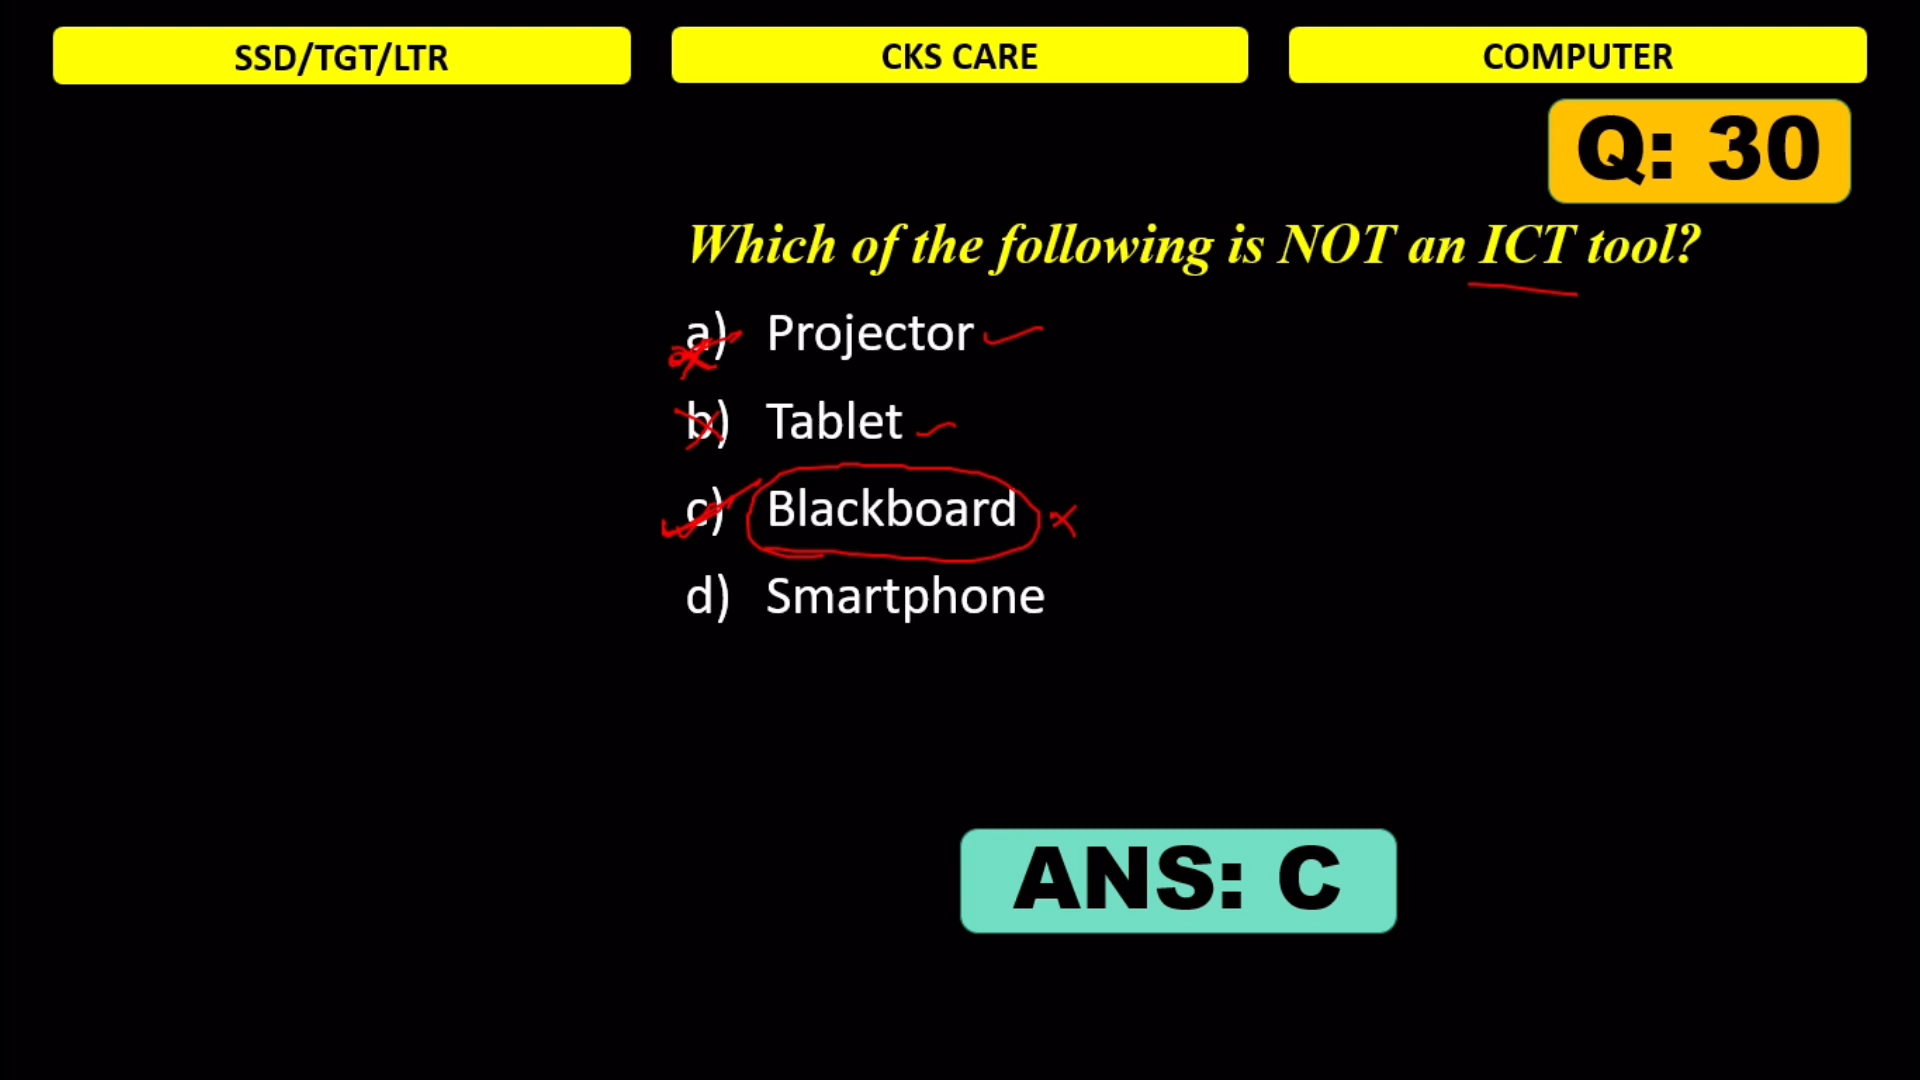 SSD/TGT/LTR
CKS CARE
COMPUTER
Q: 30
Which of the following is NOT an ICT tool?
a) Projector
b) Tablet
c) Blackboard
d) Smartphone
ANS: C